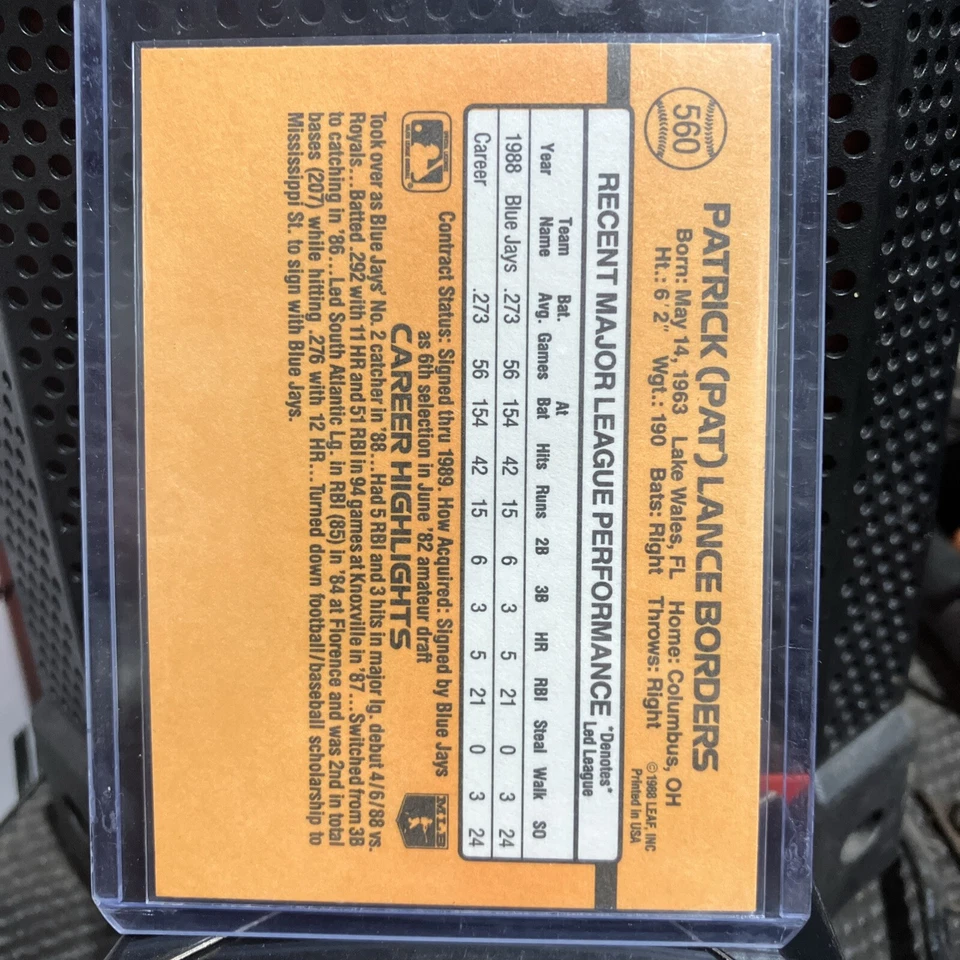 560
PATRICK (PAT) LANCE BORDERS
Born: May 14, 1963 Lake Wales, FL Home: Columbus, OH
Ht.: 6'2" Wgt.: 190 Bats: Right Throws: Right
©1988 LEAF, INC
Printed in USA
RECENT MAJOR LEAGUE PERFORMANCE
*Denotes*
Led League
Year Team Name Bat. Avg. Games At Bat Hits Runs 2B 3B HR RBI Steal Walk SO
1988 Blue Jays .273 56 154 42 15 6 3 5 21 0 3 24
Career .273 56 154 42 15 6 3 5 21 0 3 24
Contract Status: Signed thru 1989, How Acquired: Signed by Blue Jays
as 6th selection in June '82 amateur draft
MLB
CAREER HIGHLIGHTS
Took over as Blue Jays' No. 2 catcher in '88...Had 5 RBI and 3 hits in major lg. debut 4/6/88 vs.
Royals...Batted .292 with 11 HR and 51 RBI in 94 games at Knoxville in '87...Switched from 3B
to catching in '86...Led South Atlantic Lg. in RBI (85) in '84 at Florence and was 2nd in total
bases (207) while hitting .276 with 12 HR...Turned down football/baseball scholarship to
Mississippi St. to sign with Blue Jays.